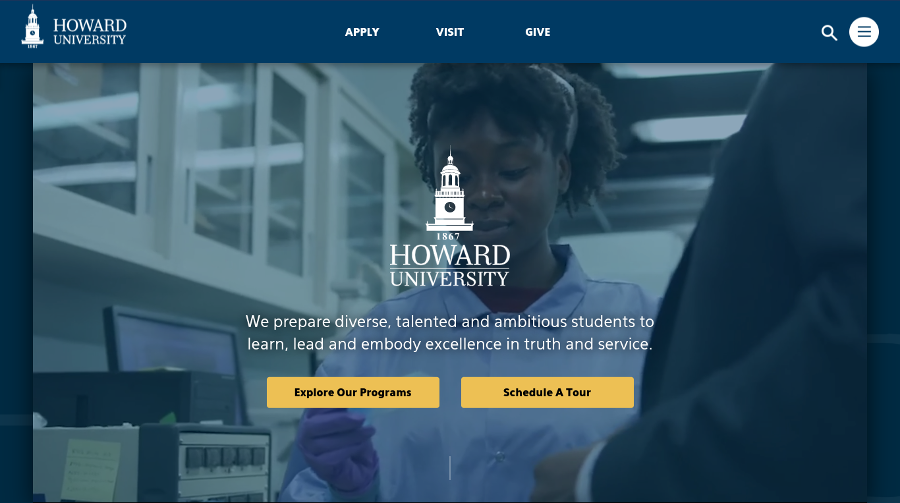 HOWARD
UNIVERSITY
1867
APPLY
VISIT
GIVE
1867
HOWARD
UNIVERSITY
We prepare diverse, talented and ambitious students to
learn, lead and embody excellence in truth and service.
Explore Our Programs
Schedule A Tour